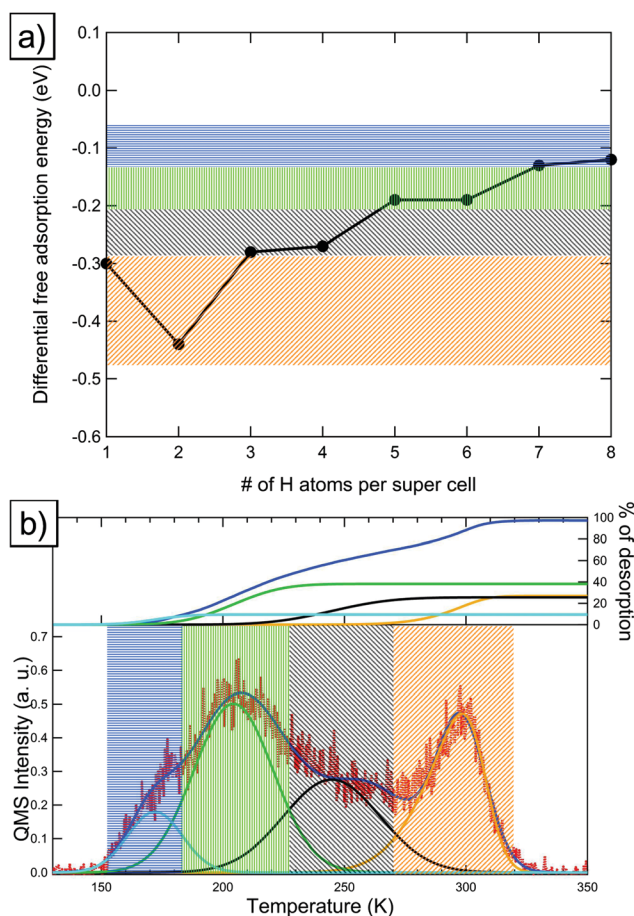 a)
Differential free adsorption energy (eV)
0.1
0.0
-0.1
-0.2
-0.3
-0.4
-0.5
-0.6
1 2 3 4 5 6 7 8
# of H atoms per super cell
b)
% of desorption
100
80
60
40
20
0
QMS Intensity (a. u.)
0.7
0.6
0.5
0.4
0.3
0.2
0.1
0.0
150 200 250 300 350
Temperature (K)